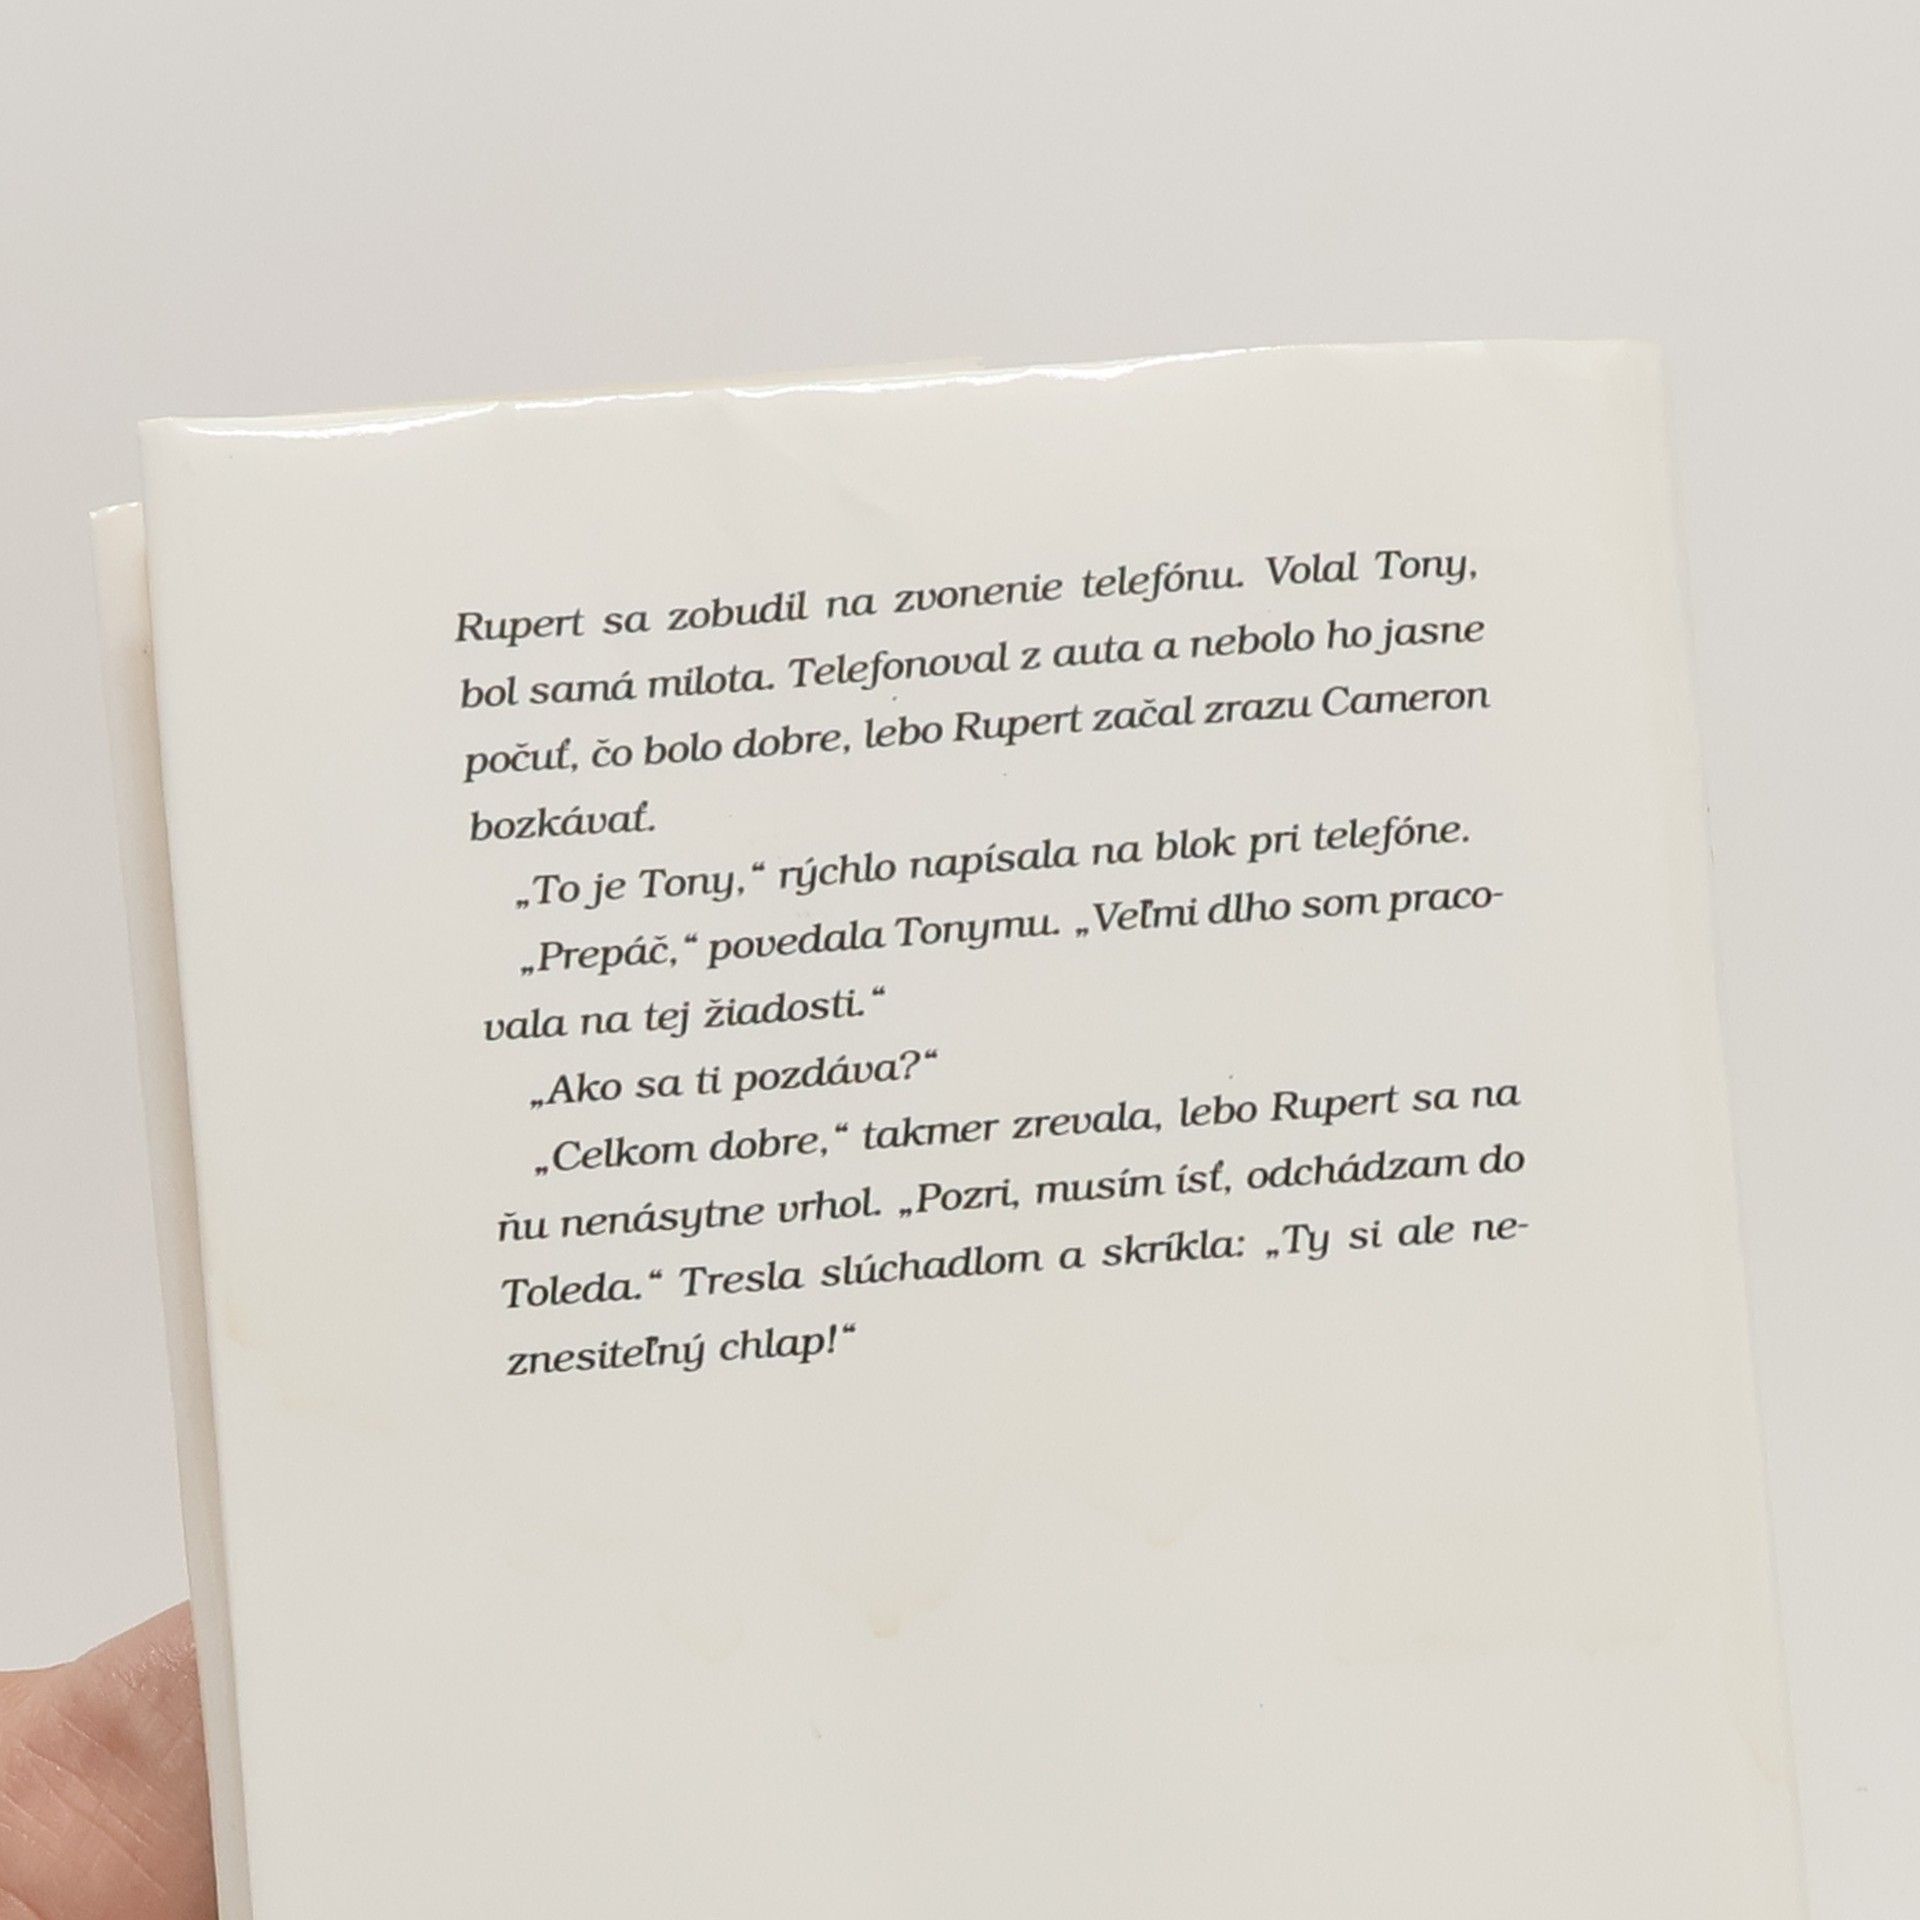 Rupert sa zobudil na zvonenie telefónu. Volal Tony,
bol samá milota. Telefonoval z auta a nebolo ho jasne
počuť, čo bolo dobre, lebo Rupert začal zrazu Cameron
bozkávať.
„To je Tony,“ rýchlo napísala na blok pri telefóne.
„Prepáč,“ povedala Tonymu. „Veľmi dlho som praco-
vala na tej žiadosti.“
„Ako sa ti pozdáva?“
„Celkom dobre,“ takmer zrevala, lebo Rupert sa na
ňu nenásytne vrhol. „Pozri, musím ísť, odchádzam do
Toleda.“ Tresla slúchadlom a skríkla: „Ty si ale ne-
znesiteľný chlap!“